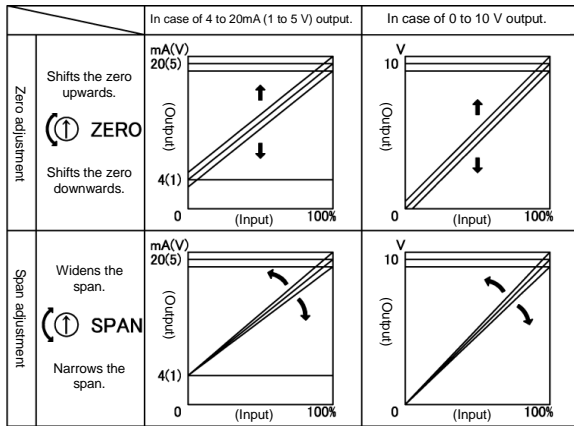 In case of 4 to 20mA (1 to 5 V) output.
In case of 0 to 10 V output.
Zero adjustment
Shifts the zero
upwards.
ZERO
Shifts the zero
downwards.
mA(V)
20(5)
(Output)
4(1)
0
(Input)
100%
V
10
(Output)
0
(Input)
100%
Span adjustment
Widens the
span.
SPAN
Narrows the
span.
mA(V)
20(5)
(Output)
4(1)
0
(Input)
100%
V
10
(Output)
0
(Input)
100%